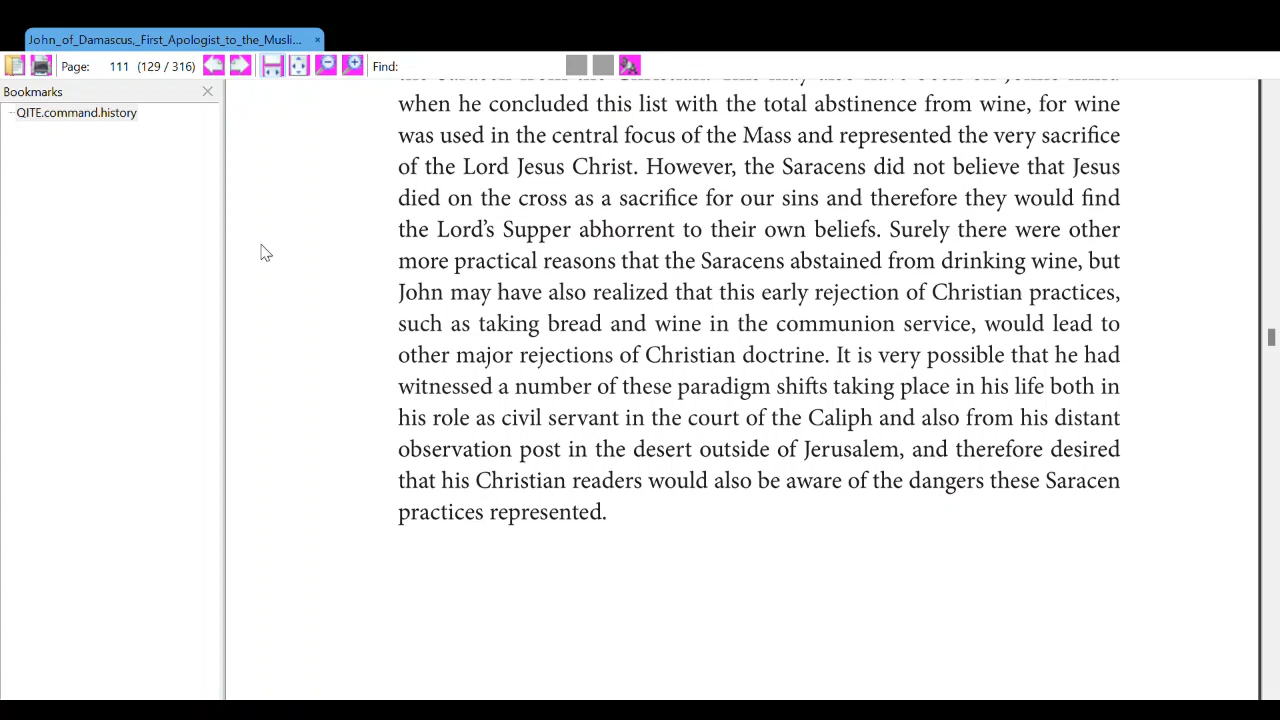 John_of_Damascus,_First_Apologist_to_the_Musli... ×
Page: 111 (129 / 316) Find:
Bookmarks
QITE.command.history
when he concluded this list with the total abstinence from wine, for wine
was used in the central focus of the Mass and represented the very sacrifice
of the Lord Jesus Christ. However, the Saracens did not believe that Jesus
died on the cross as a sacrifice for our sins and therefore they would find
the Lord’s Supper abhorrent to their own beliefs. Surely there were other
more practical reasons that the Saracens abstained from drinking wine, but
John may have also realized that this early rejection of Christian practices,
such as taking bread and wine in the communion service, would lead to
other major rejections of Christian doctrine. It is very possible that he had
witnessed a number of these paradigm shifts taking place in his life both in
his role as civil servant in the court of the Caliph and also from his distant
observation post in the desert outside of Jerusalem, and therefore desired
that his Christian readers would also be aware of the dangers these Saracen
practices represented.